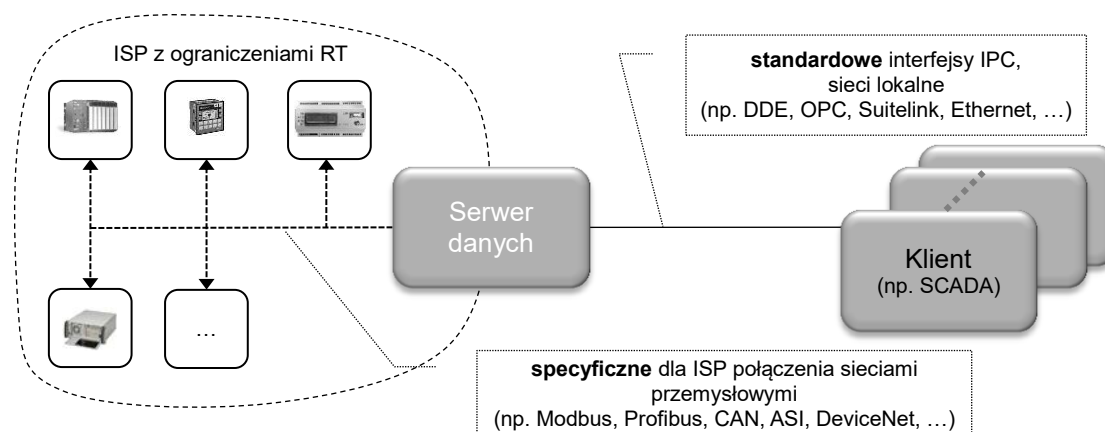 ISP z ograniczeniami RT
standardowe interfejsy IPC,
sieci lokalne
(np. DDE, OPC, Suitelink, Ethernet, …)
Serwer
danych
Klient
(np. SCADA)
…
specyficzne dla ISP połączenia sieciami
przemysłowymi
(np. Modbus, Profibus, CAN, ASI, DeviceNet, …)